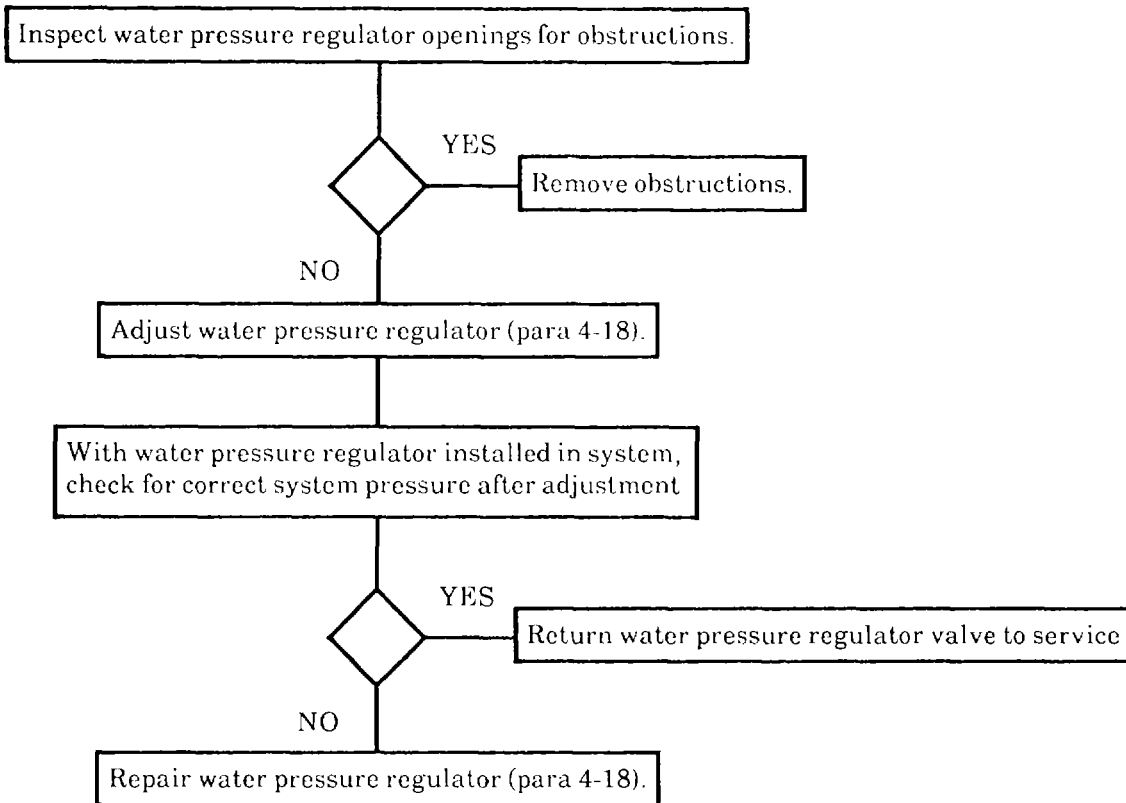 Inspect water pressure regulator openings for obstructions.
YES
Remove obstructions.
NO
Adjust water pressure regulator (para 4-18).
With water pressure regulator installed in system,
check for correct system pressure after adjustment
YES
Return water pressure regulator valve to service
NO
Repair water pressure regulator (para 4-18).